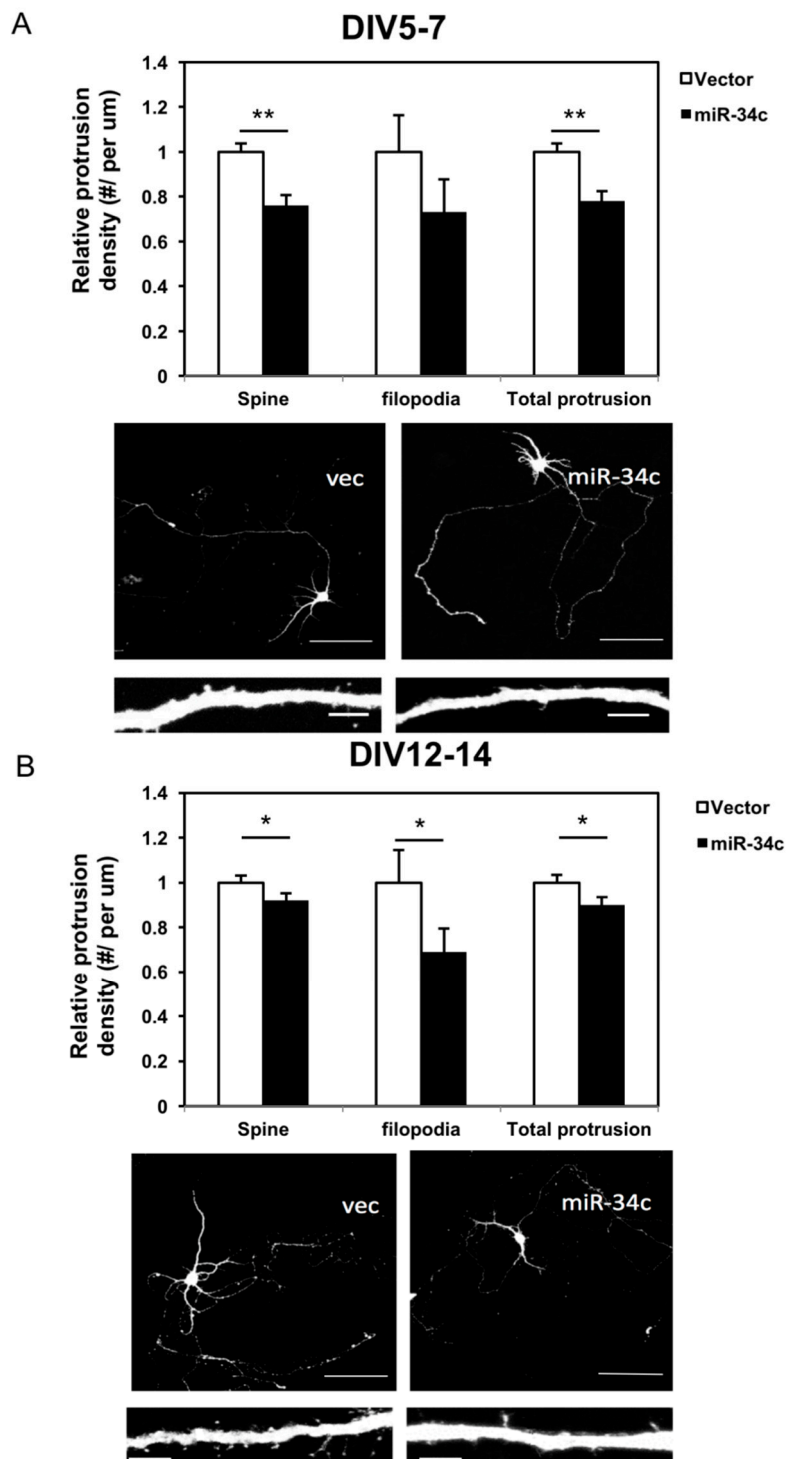 A
DIV5-7
Relative protrusion
density (#/ per um)
1.4
1.2
1
0.8
0.6
0.4
0.2
0
**
**
Vector
miR-34c
Spine filopodia Total protrusion
vec
miR-34c
B
DIV12-14
Relative protrusion
density (#/ per um)
1.4
1.2
1
0.8
0.6
0.4
0.2
0
*
*
*
Vector
miR-34c
Spine filopodia Total protrusion
vec
miR-34c